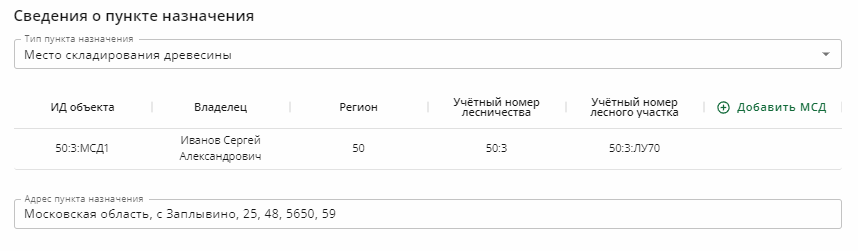 Сведения о пункте назначения
Тип пункта назначения
Место складирования древесины
ИД объекта
Владелец
Регион
Учётный номер
лесничества
Учётный номер
лесного участка
Добавить МСД
50:3:МСД1
Иванов Сергей
Александрович
50
50:3
50:3:ЛУ70
Адрес пункта назначения
Московская область, с Заплывино, 25, 48, 5650, 59